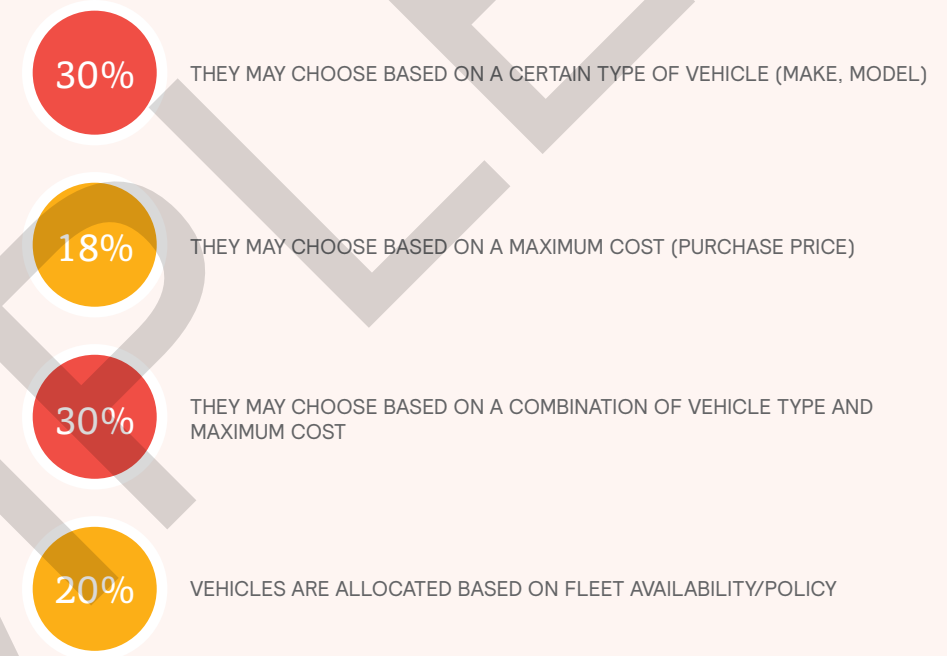 30%
THEY MAY CHOOSE BASED ON A CERTAIN TYPE OF VEHICLE (MAKE, MODEL)
18%
THEY MAY CHOOSE BASED ON A MAXIMUM COST (PURCHASE PRICE)
30%
THEY MAY CHOOSE BASED ON A COMBINATION OF VEHICLE TYPE AND
MAXIMUM COST
20%
VEHICLES ARE ALLOCATED BASED ON FLEET AVAILABILITY/POLICY